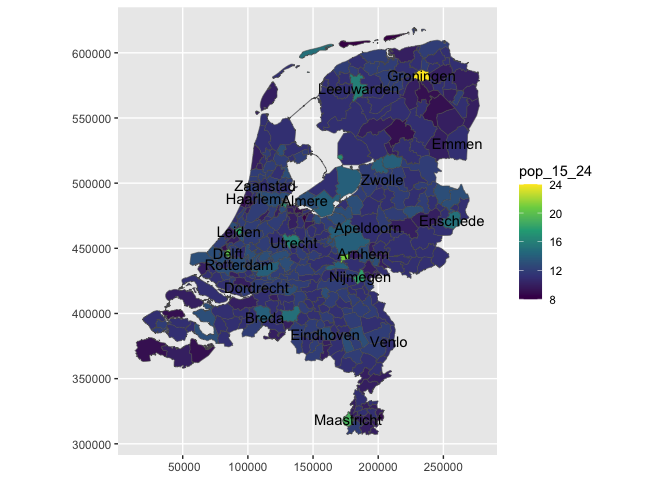 600000
550000
500000
450000
400000
350000
300000
50000
100000
150000
200000
250000
Groningen
Leeuwarden
Emmen
Zwolle
Zaanstad
Haarlem
Almere
Enschede
Apeldoorn
Leiden
Utrecht
Delft
Arnhem
Rotterdam
Nijmegen
Dordrecht
Breda
Eindhoven
Venlo
Maastricht
pop_15_24
24
20
16
12
8